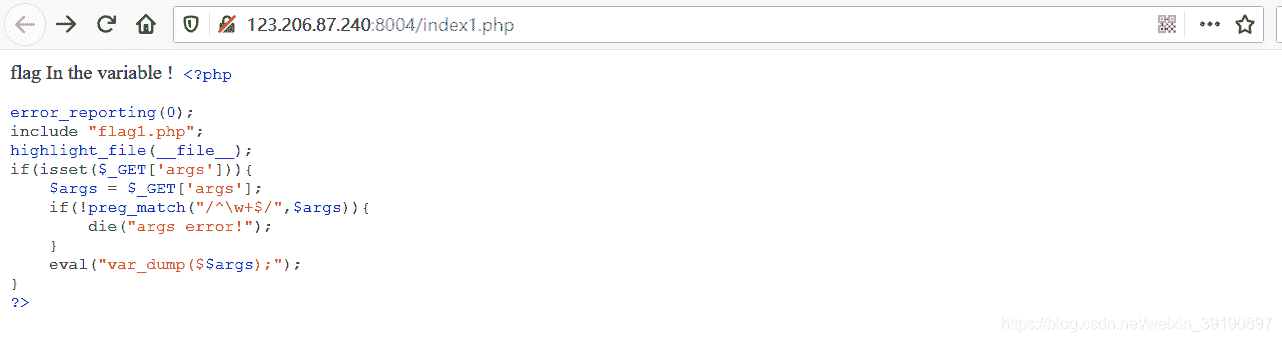 123.206.87.240:8004/index1.php
flag In the variable ! <?php
error_reporting(0);
include "flag1.php";
highlight_file(__file__);
if(isset($_GET['args'])){
    $args = $_GET['args'];
    if(!preg_match("/^\w+$/",$args)){
        die("args error!");
    }
    eval("var_dump($$args);");
}
?>
https://blog.csdn.net/weixin_39190897